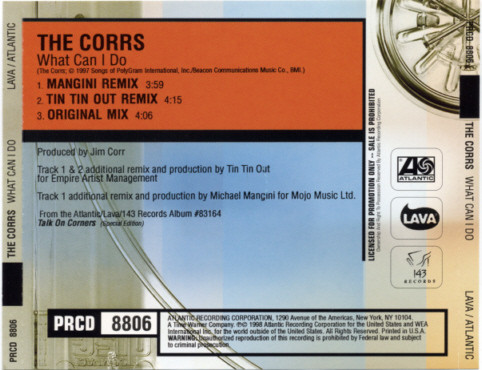 THE CORRS
What Can I Do
(The Corrs; © 1997 Songs of PolyGram International, Inc./Beacon Communications Music Co., BMI.)
1. MANGINI REMIX 3:59
2. TIN TIN OUT REMIX 4:15
3. ORIGINAL MIX 4:06
Produced by Jim Corr
Track 1 & 2 additional remix and production by Tin Tin Out
for Empire Artist Management
Track 1 additional remix and production by Michael Mangini for Mojo Music Ltd.
From the Atlantic/Lava/143 Records Album #83164
Talk On Corners (Special Edition)
PRCD 8806
ATLANTIC RECORDING CORPORATION, 1290 Avenue of the Americas, New York, NY 10104.
A Time Warner Company. ℗© 1998 Atlantic Recording Corporation for the United States and WEA
International Inc. for the world outside of the United States. All Rights Reserved. Printed in U.S.A.
WARNING: Unauthorized reproduction of this recording is prohibited by Federal law and subject
to criminal prosecution.
LICENSED FOR PROMOTION ONLY – SALE IS PROHIBITED
ATLANTIC
LAVA
143
RECORDS
LAVA / ATLANTIC
THE CORRS WHAT CAN I DO
PRCD 8806
PRCD 8806
THE CORRS WHAT CAN I DO
LAVA / ATLANTIC